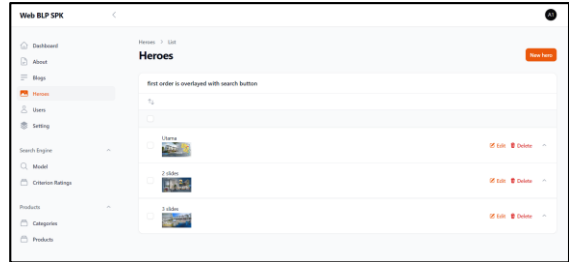 Web BLP SPK
A1
Dashboard
About
Blogs
Heroes
Users
Setting
Search Engine
Model
Criterion Ratings
Products
Categories
Products
Heroes > List
Heroes
New hero
first order is overlayed with search button
Utama
Edit Delete
2 slides
Edit Delete
3 slides
Edit Delete